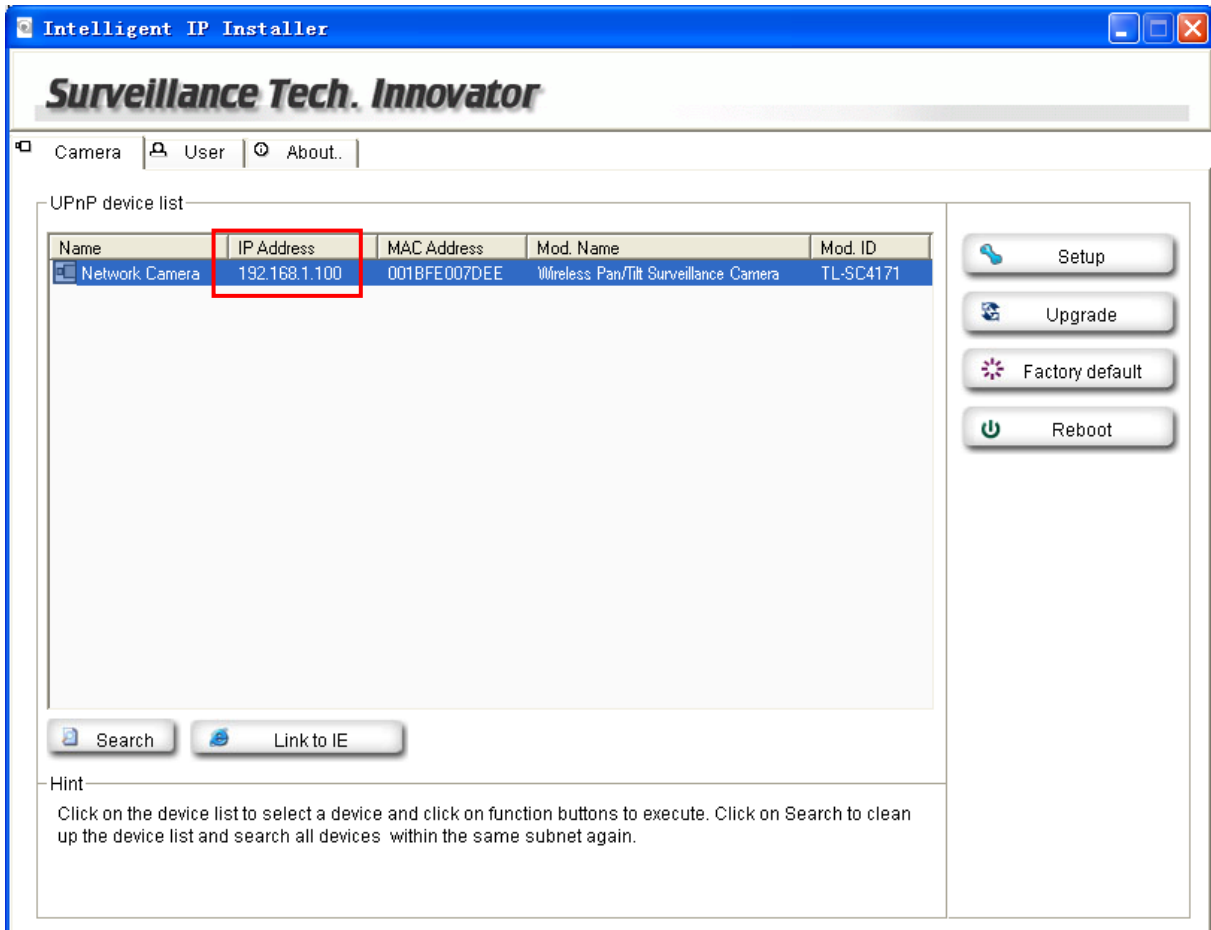 Intelligent IP Installer
Surveillance Tech. Innovator
Camera User About..
UPnP device list
Name IP Address MAC Address Mod. Name Mod. ID
Network Camera 192.168.1.100 001BFE007DEE Wireless Pan/Tilt Surveillance Camera TL-SC4171
Setup
Upgrade
Factory default
Reboot
Search Link to IE
Hint
Click on the device list to select a device and click on function buttons to execute. Click on Search to clean
up the device list and search all devices within the same subnet again.